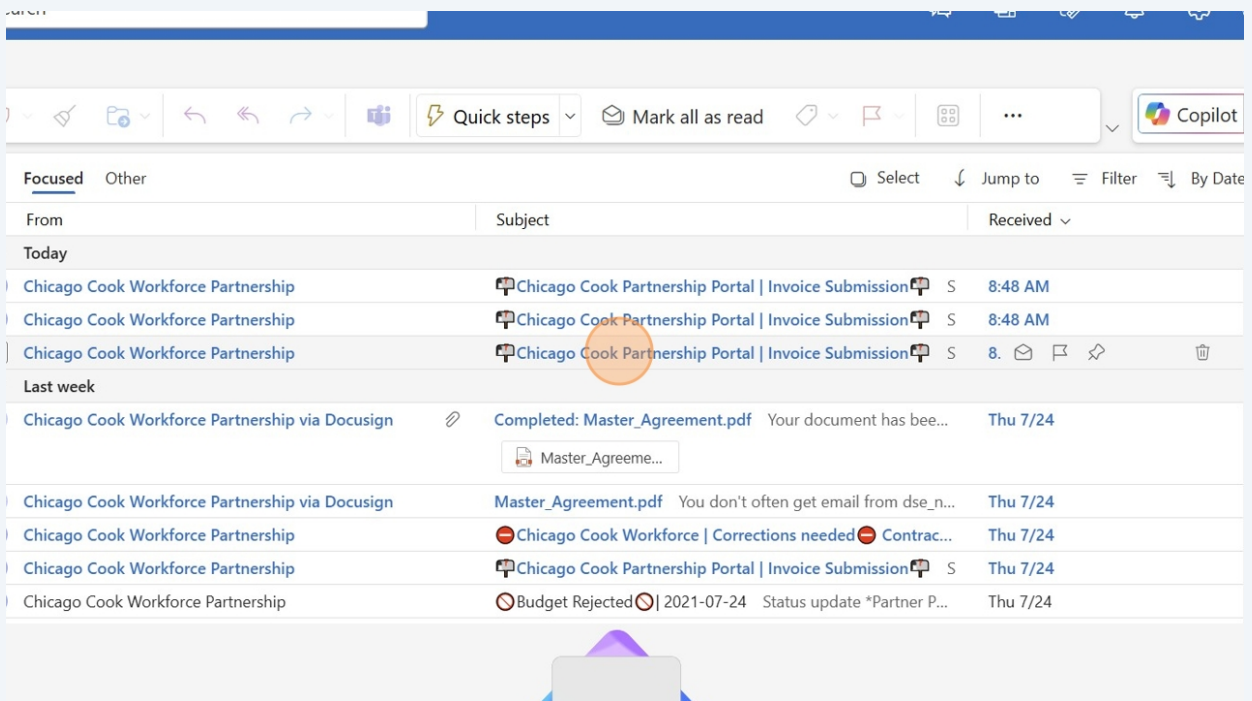 Quick steps Mark all as read Copilot
Focused Other Select Jump to Filter By Date
From Subject Received
Today
Chicago Cook Workforce Partnership 📬Chicago Cook Partnership Portal | Invoice Submission📬 S 8:48 AM
Chicago Cook Workforce Partnership 📬Chicago Cook Partnership Portal | Invoice Submission📬 S 8:48 AM
Chicago Cook Workforce Partnership 📬Chicago Cook Partnership Portal | Invoice Submission📬 S 8.
Last week
Chicago Cook Workforce Partnership via Docusign Completed: Master_Agreement.pdf Your document has bee... Thu 7/24
Master_Agreeme...
Chicago Cook Workforce Partnership via Docusign Master_Agreement.pdf You don't often get email from dse_n... Thu 7/24
Chicago Cook Workforce Partnership ⛔Chicago Cook Workforce | Corrections needed⛔ Contrac... Thu 7/24
Chicago Cook Workforce Partnership 📬Chicago Cook Partnership Portal | Invoice Submission📬 S Thu 7/24
Chicago Cook Workforce Partnership 🚫Budget Rejected🚫| 2021-07-24 Status update *Partner P... Thu 7/24